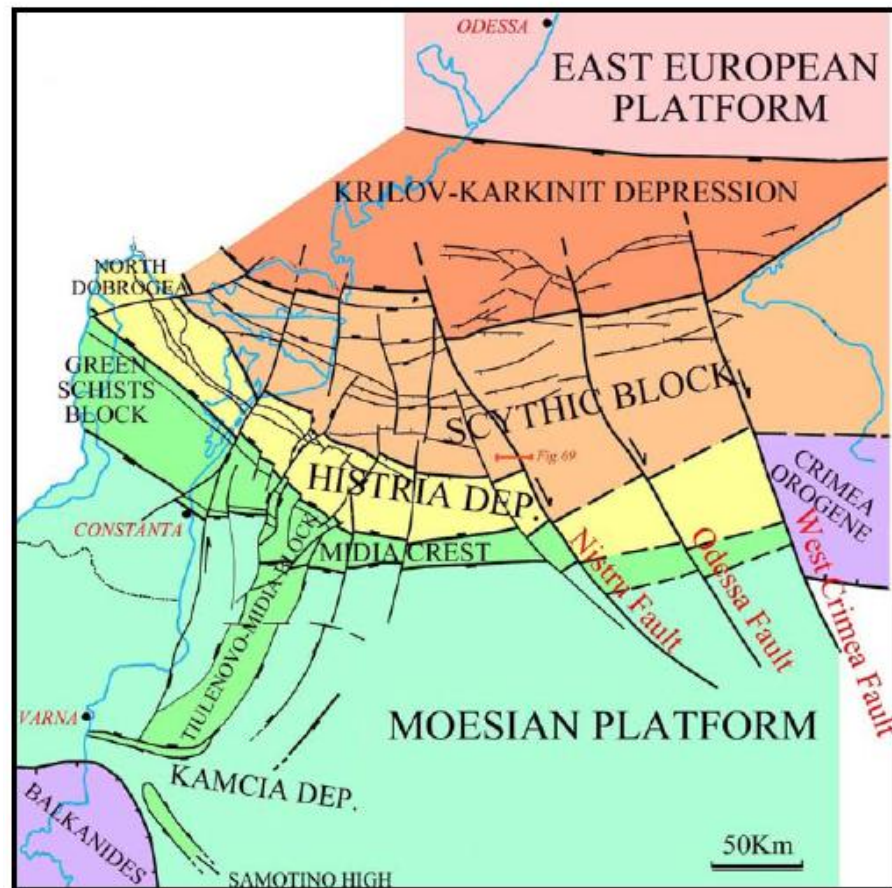 ODESSA
EAST EUROPEAN
PLATFORM
KRILOV-KARKINIT DEPRESSION
NORTH
DOBROGEA
GREEN
SCHISTS
BLOCK
SCYTHIC BLOCK
Fig.69
HISTRIA DEP.
CRIMEA
OROGENE
CONSTANTA
MIDIA CREST
TIULENOVO-MIDIA-BLOCK
Nistru Fault
Odessa Fault
West Crimea Fault
VARNA
MOESIAN PLATFORM
KAMCIA DEP.
BALKANIDES
50Km
SAMOTINO HIGH